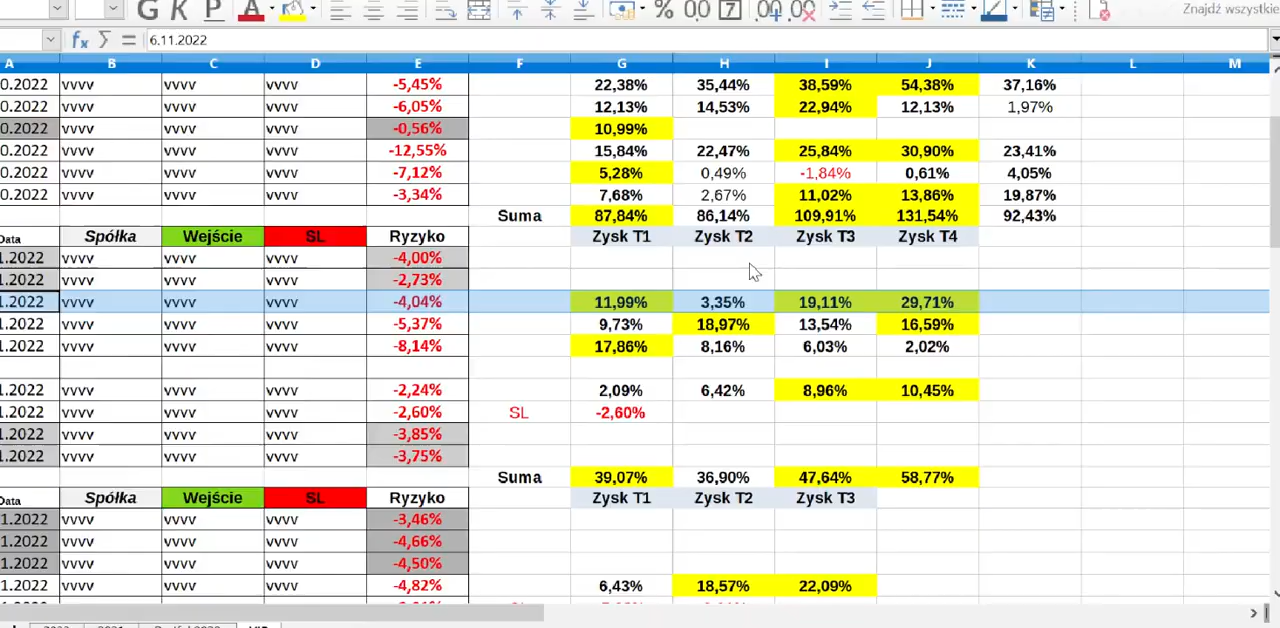 G K P A % 0,0 7 .00 .00 Znajdź wszystkie
fx Σ = 6.11.2022
A B C D E F G H I J K L M
0.2022 vvvv vvvv vvvv -5,45% 22,38% 35,44% 38,59% 54,38% 37,16%
0.2022 vvvv vvvv vvvv -6,05% 12,13% 14,53% 22,94% 12,13% 1,97%
0.2022 vvvv vvvv vvvv -0,56% 10,99%
0.2022 vvvv vvvv vvvv -12,55% 15,84% 22,47% 25,84% 30,90% 23,41%
0.2022 vvvv vvvv vvvv -7,12% 5,28% 0,49% -1,84% 0,61% 4,05%
0.2022 vvvv vvvv vvvv -3,34% 7,68% 2,67% 11,02% 13,86% 19,87%
Suma 87,84% 86,14% 109,91% 131,54% 92,43%
Data Spółka Wejście SL Ryzyko Zysk T1 Zysk T2 Zysk T3 Zysk T4
1.2022 vvvv vvvv vvvv -4,00%
1.2022 vvvv vvvv vvvv -2,73%
1.2022 vvvv vvvv vvvv -4,04% 11,99% 3,35% 19,11% 29,71%
1.2022 vvvv vvvv vvvv -5,37% 9,73% 18,97% 13,54% 16,59%
1.2022 vvvv vvvv vvvv -8,14% 17,86% 8,16% 6,03% 2,02%
1.2022 vvvv vvvv vvvv -2,24% 2,09% 6,42% 8,96% 10,45%
1.2022 vvvv vvvv vvvv -2,60% SL -2,60%
1.2022 vvvv vvvv vvvv -3,85%
1.2022 vvvv vvvv vvvv -3,75%
Suma 39,07% 36,90% 47,64% 58,77%
Data Spółka Wejście SL Ryzyko Zysk T1 Zysk T2 Zysk T3
1.2022 vvvv vvvv vvvv -3,46%
1.2022 vvvv vvvv vvvv -4,66%
1.2022 vvvv vvvv vvvv -4,50%
1.2022 vvvv vvvv vvvv -4,82% 6,43% 18,57% 22,09%